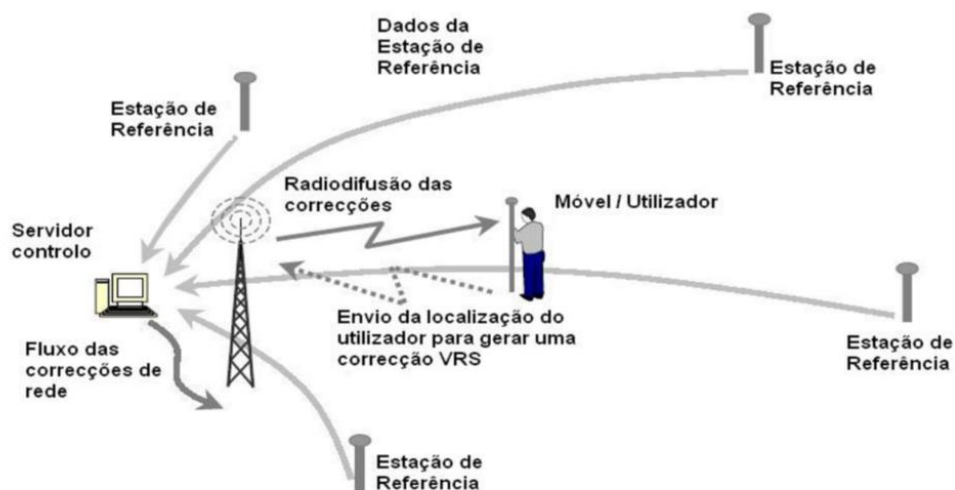 Dados da
Estação de
Referência
Estação de
Referência
Estação de
Referência
Radiodifusão das
correcções
Móvel / Utilizador
Servidor
controlo
Envio da localização do
utilizador para gerar uma
correcção VRS
Fluxo das
correcções de
rede
Estação de
Referência
Estação de
Referência